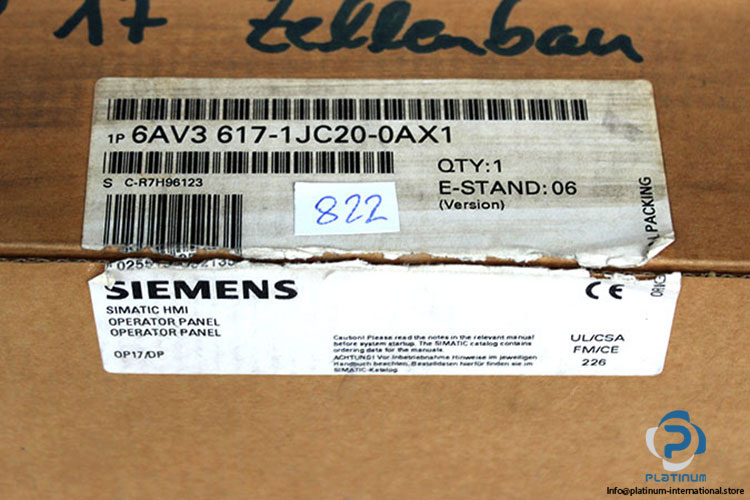 17 Zellenbau
1P 6AV3 617-1JC20-0AX1
S C-R7H96123
QTY:1
E-STAND: 06
(Version)
822
PACKING
SIEMENS
SIMATIC HMI
OPERATOR PANEL
OPERATOR PANEL
OP17/DP
Caution! Please read the notes in the relevant manual
before system startup. The SIMATIC catalog contains
ordering data for the manuals.
ACHTUNG! Vor Inbetriebnahme Hinweise im jeweiligen
Handbuch beachten. Bestelldaten hierfür finden sie im
SIMATIC-Katalog
CE
UL/CSA
FM/CE
226
PLATINUM
Info@platinum-international.store